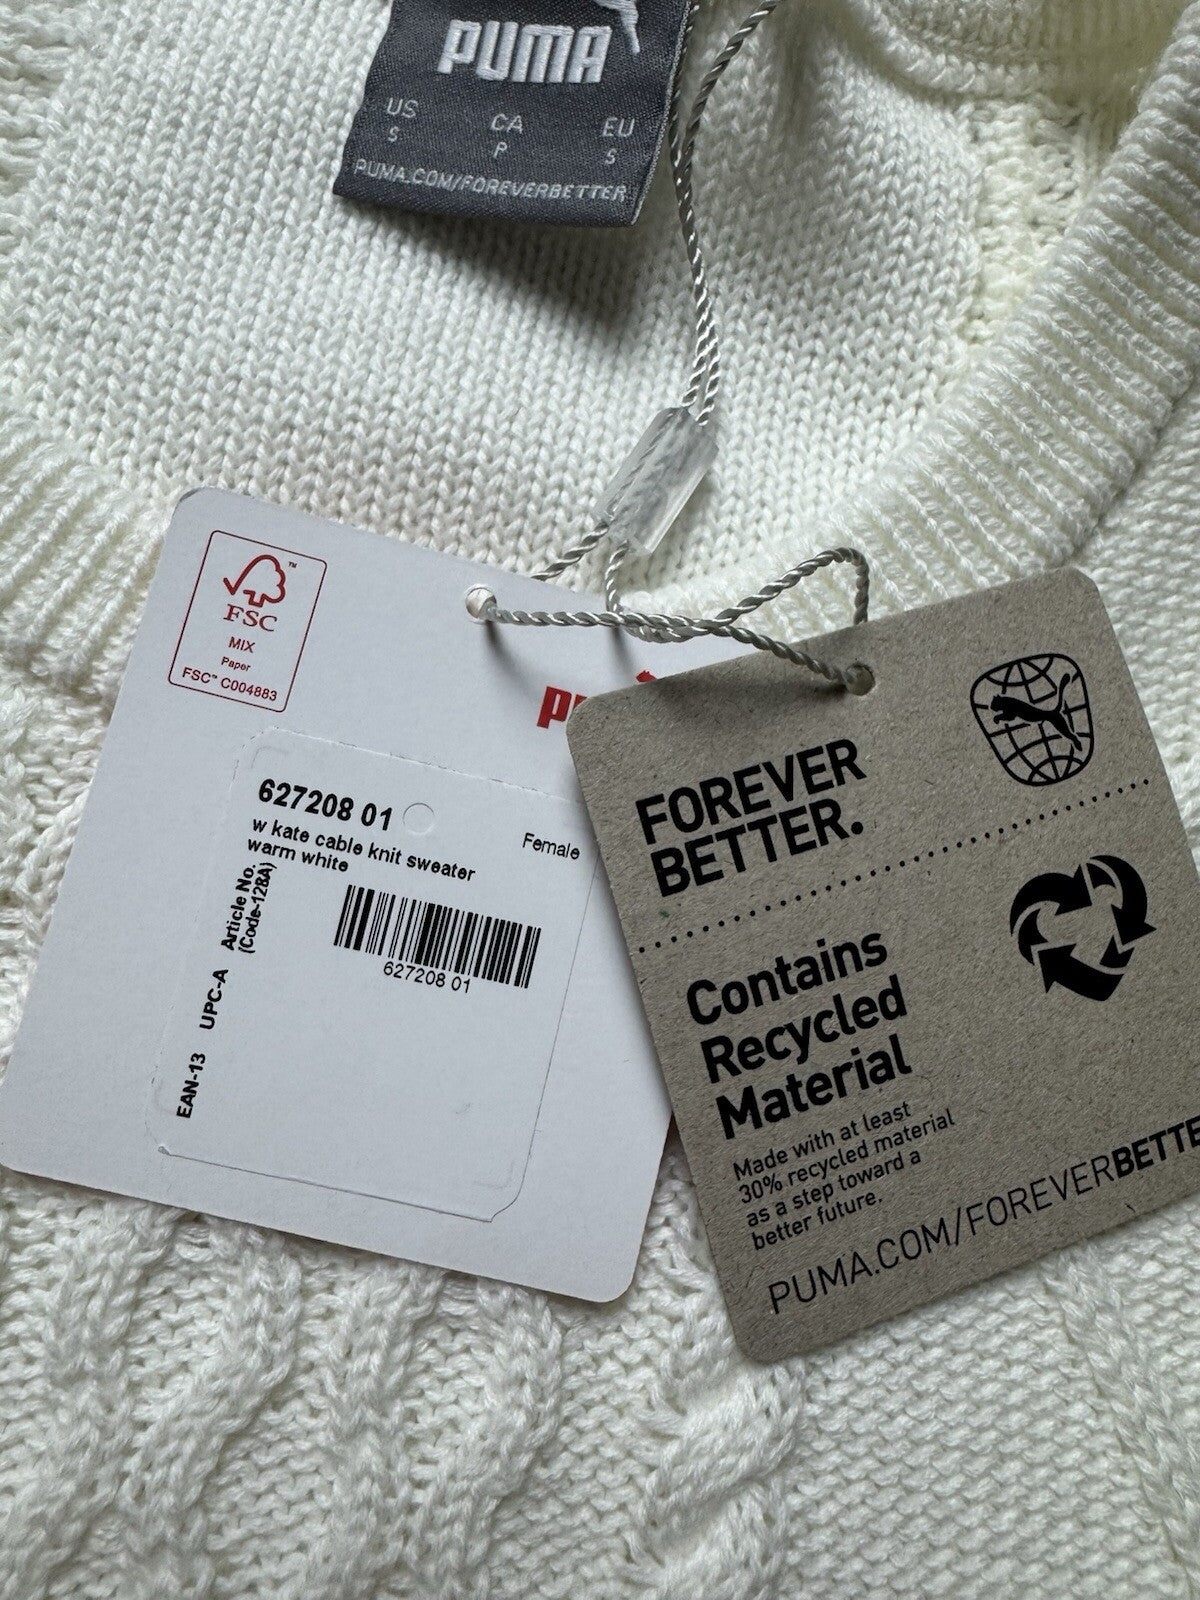 PUMA
US CA EU
S P S
PUMA.COM/FOREVERBETTER
FSC™
MIX
Paper
FSC™ C004883
627208 01
Female
w kate cable knit sweater
warm white
Article No.
(Code-128A)
627208 01
UPC-A
EAN-13
FOREVER
BETTER.
Contains
Recycled
Material
Made with at least
30% recycled material
as a step toward a
better future.
PUMA.COM/FOREVERBETTE